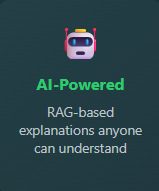 AI-Powered
RAG-based
explanations anyone
can understand